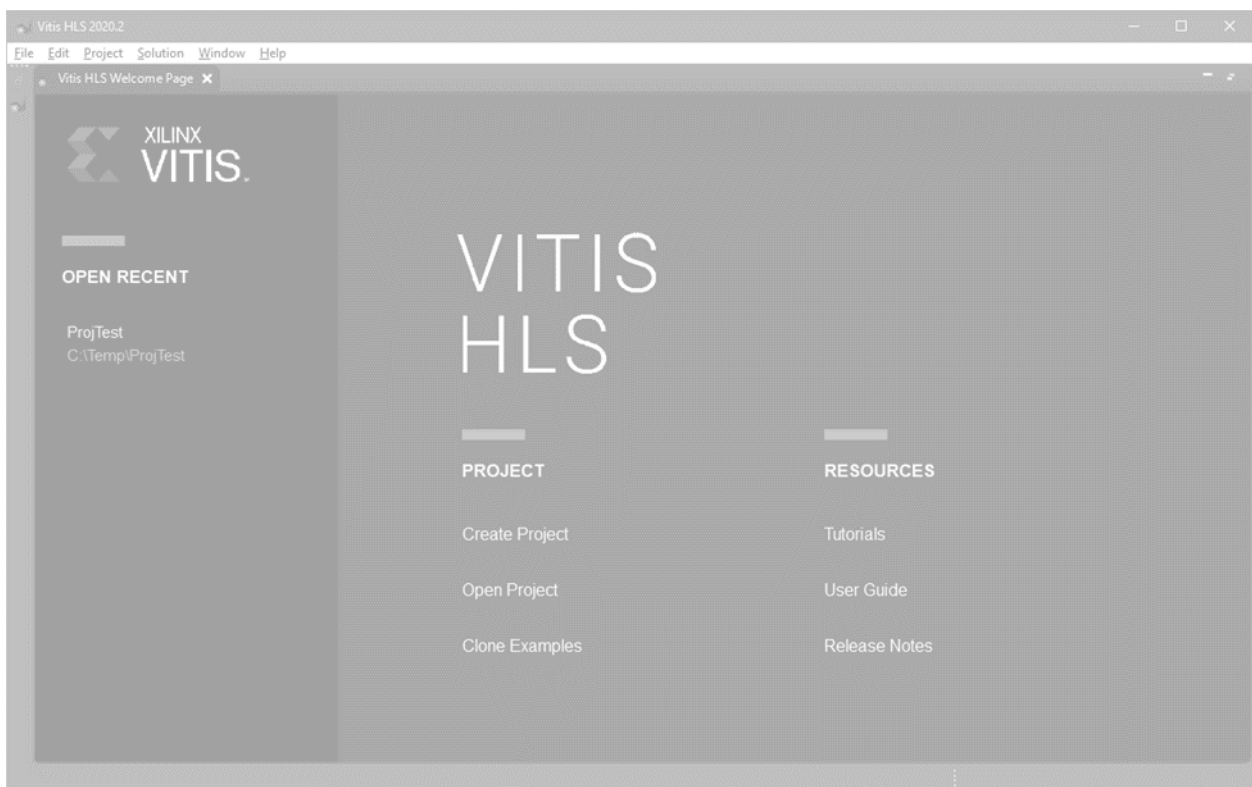 Vitis HLS 2020.2
File Edit Project Solution Window Help
Vitis HLS Welcome Page
XILINX
VITIS
OPEN RECENT
ProjTest
C:\Temp\ProjTest
VITIS
HLS
PROJECT
Create Project
Open Project
Clone Examples
RESOURCES
Tutorials
User Guide
Release Notes